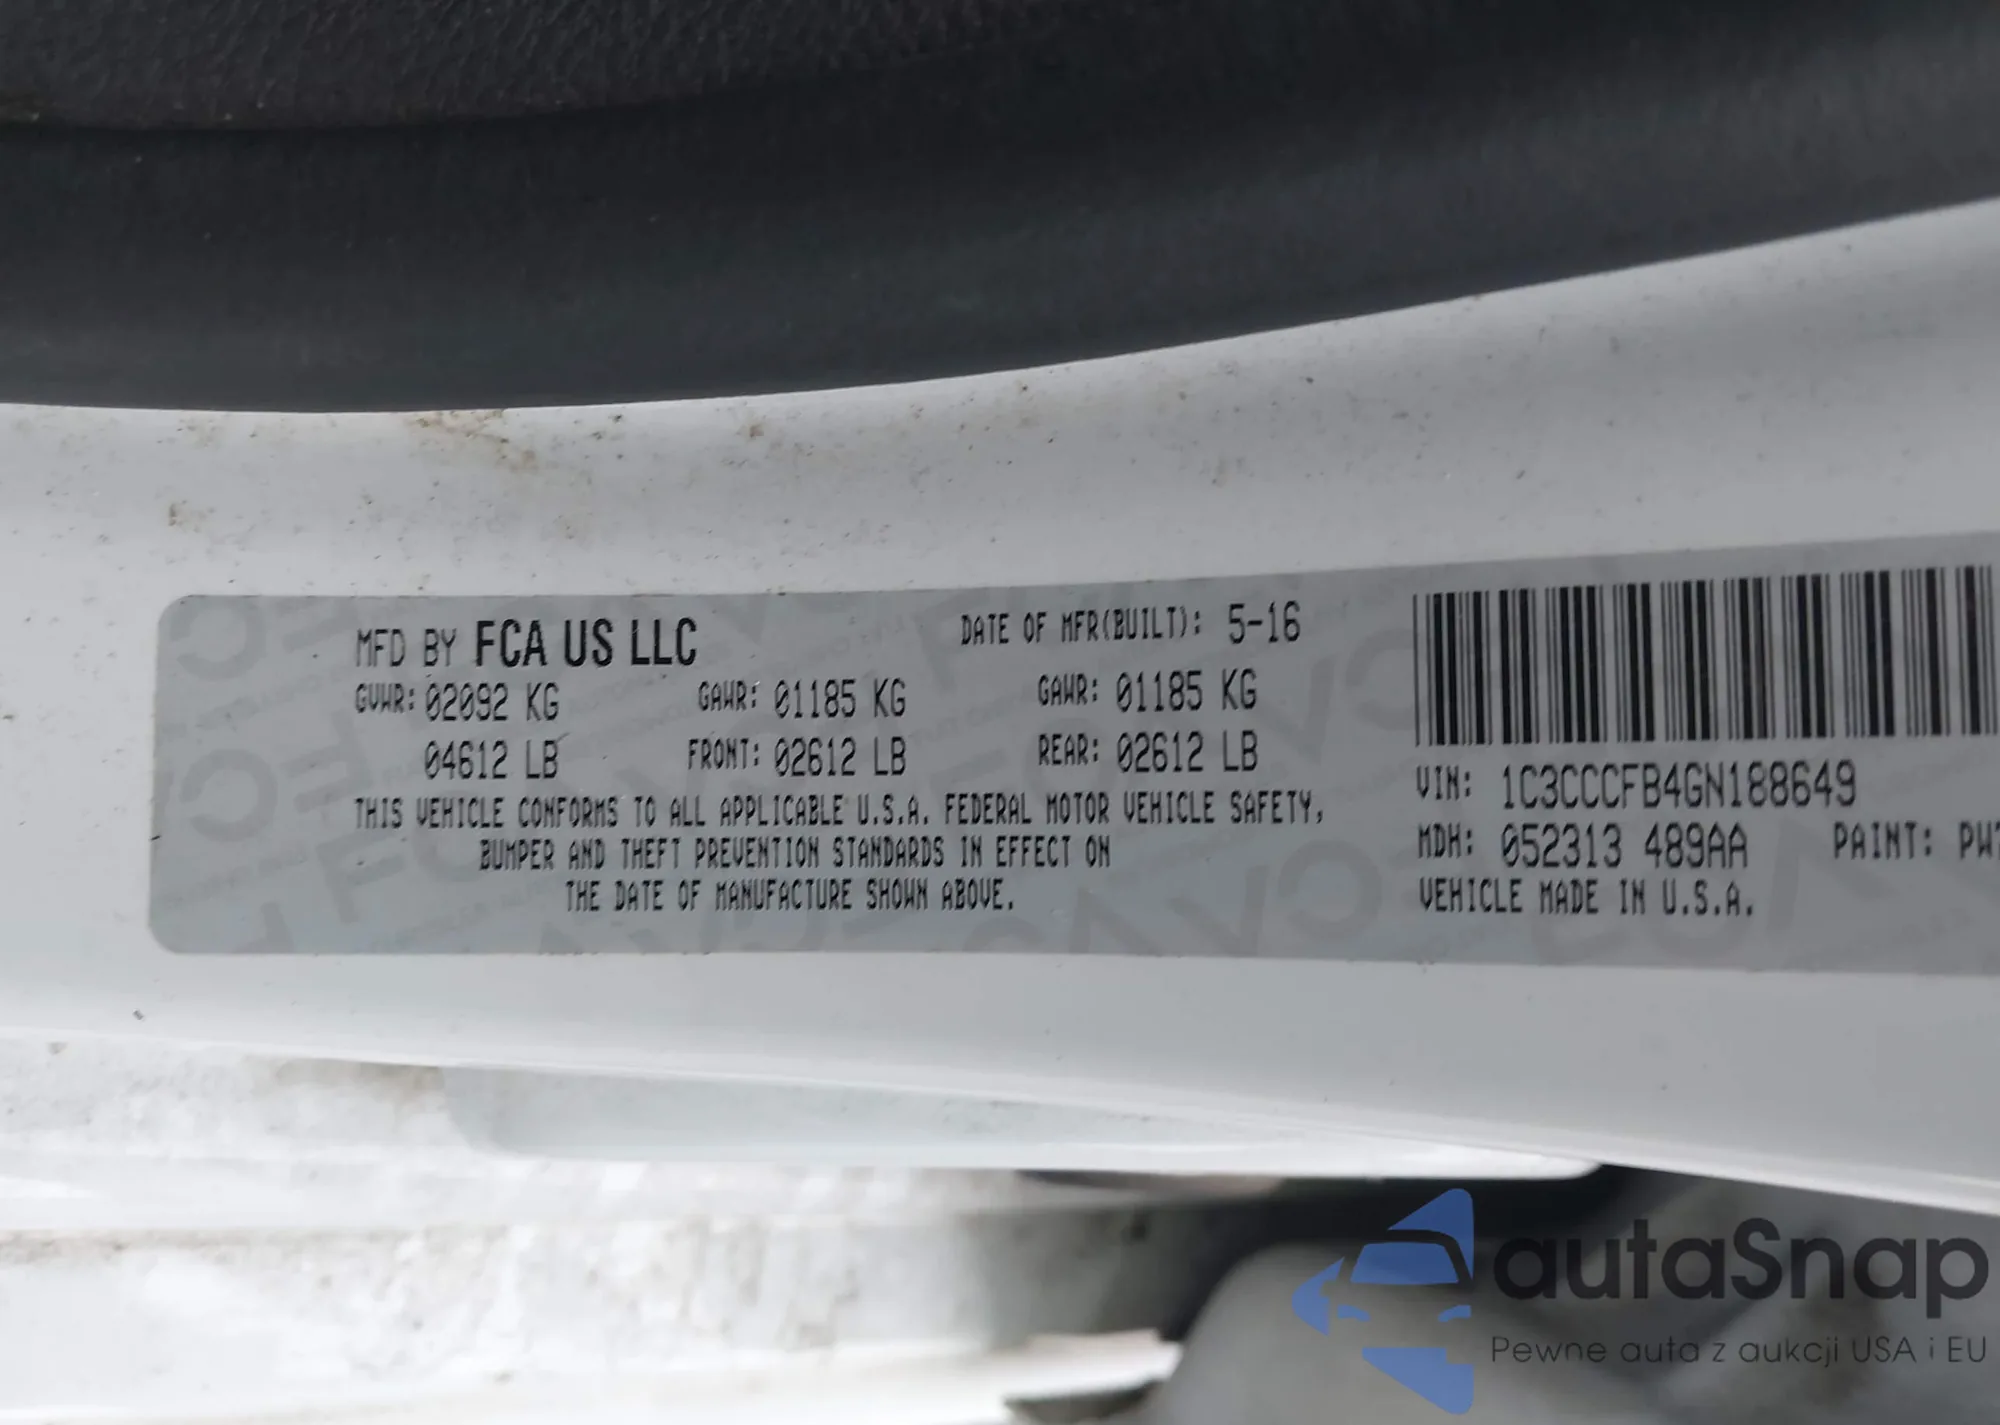 MFD BY FCA US LLC DATE OF MFR(BUILT): 5-16
GVWR: 02092 KG GAWR: 01185 KG GAWR: 01185 KG
04612 LB FRONT: 02612 LB REAR: 02612 LB
THIS VEHICLE CONFORMS TO ALL APPLICABLE U.S.A. FEDERAL MOTOR VEHICLE SAFETY,
BUMPER AND THEFT PREVENTION STANDARDS IN EFFECT ON
THE DATE OF MANUFACTURE SHOWN ABOVE.
VIN: 1C3CCCFB4GN188649
MDH: 052313 489AA PAINT: PW7
VEHICLE MADE IN U.S.A.
autaSnap
Pewne auta z aukcji USA i EU